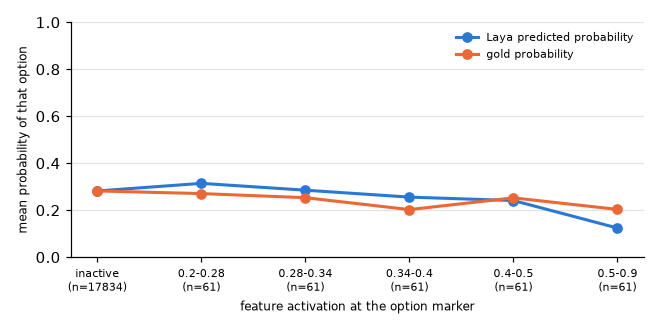 1.0
0.8
0.6
0.4
0.2
0.0
mean probability of that option
Laya predicted probability
gold probability
inactive
(n=17834)
0.2-0.28
(n=61)
0.28-0.34
(n=61)
0.34-0.4
(n=61)
0.4-0.5
(n=61)
0.5-0.9
(n=61)
feature activation at the option marker